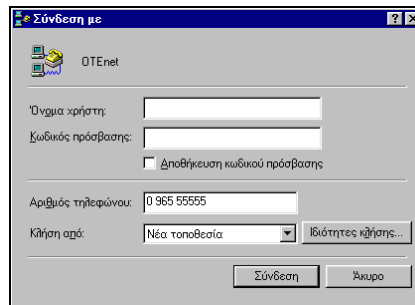 Σύνδεση με
OTEnet
Όνομα χρήστη:
Κωδικός πρόσβασης:
Αποθήκευση κωδικού πρόσβασης
Αριθμός τηλεφώνου: 0 965 55555
Κλήση από: Νέα τοποθεσία Ιδιότητες κλήσης...
Σύνδεση Άκυρο